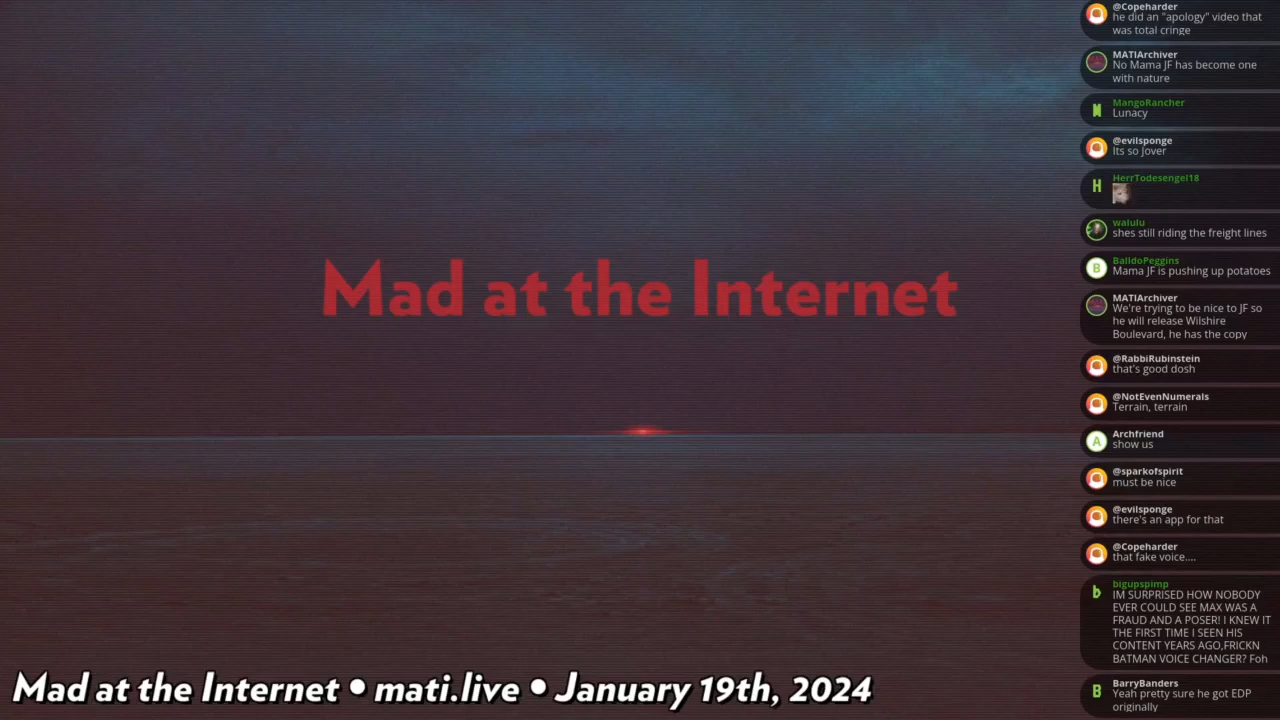 Mad at the Internet
Mad at the Internet • mati.live • January 19th, 2024
@Copeharder
he did an "apology" video that
was total cringe
MATIArchiver
No Mama JF has become one
with nature
MangoRancher
Lunacy
@evilsponge
Its so Jover
H
HerrTodesengel18
walulu
shes still riding the freight lines
B
BalldoPeggins
Mama JF is pushing up potatoes
MATIArchiver
We're trying to be nice to JF so
he will release Wilshire
Boulevard, he has the copy
@RabbiRubinstein
that's good dosh
@NotEvenNumerals
Terrain, terrain
A
Archfriend
show us
@sparkofspirit
must be nice
@evilsponge
there's an app for that
@Copeharder
that fake voice....
b
bigupspimp
IM SURPRISED HOW NOBODY
EVER COULD SEE MAX WAS A
FRAUD AND A POSER! I KNEW IT
THE FIRST TIME I SEEN HIS
CONTENT YEARS AGO,FRICKN
BATMAN VOICE CHANGER? Foh
B
BarryBanders
Yeah pretty sure he got EDP
originally